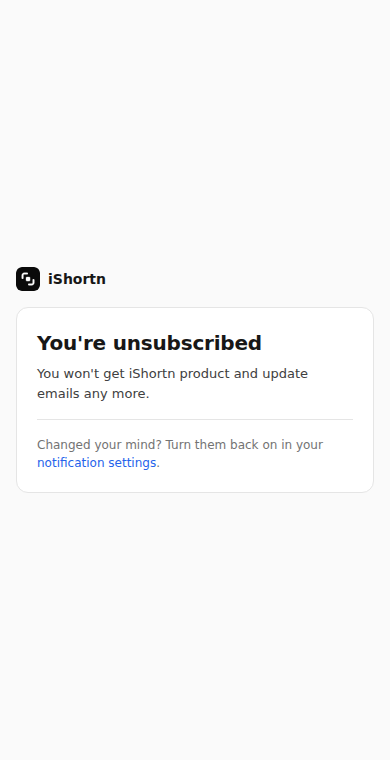 iShortn
You're unsubscribed
You won't get iShortn product and update
emails any more.
Changed your mind? Turn them back on in your
notification settings.